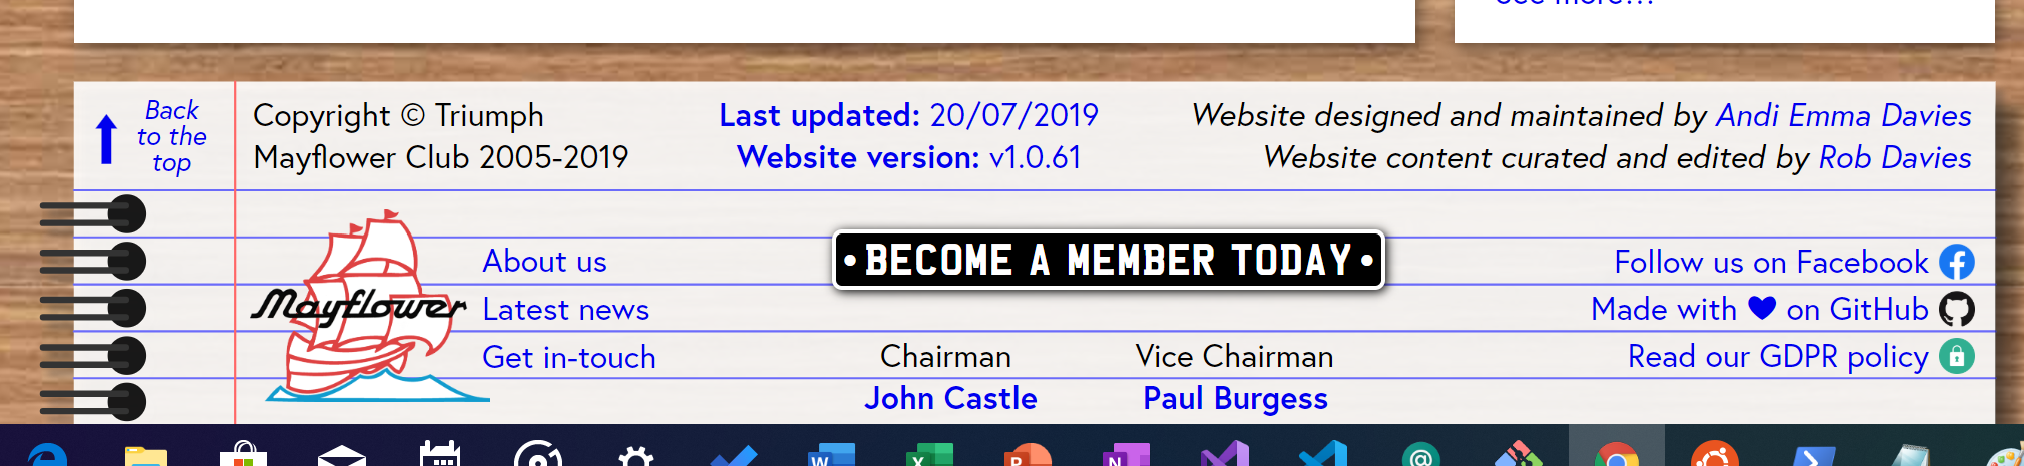 See more...
Back
to the
top
Copyright © Triumph
Mayflower Club 2005-2019
Last updated: 20/07/2019
Website version: v1.0.61
Website designed and maintained by Andi Emma Davies
Website content curated and edited by Rob Davies
Mayflower
About us
Latest news
Get in-touch
•BECOME A MEMBER TODAY•
Chairman
John Castle
Vice Chairman
Paul Burgess
Follow us on Facebook
Made with ♥ on GitHub
Read our GDPR policy
W
X
P
N
@